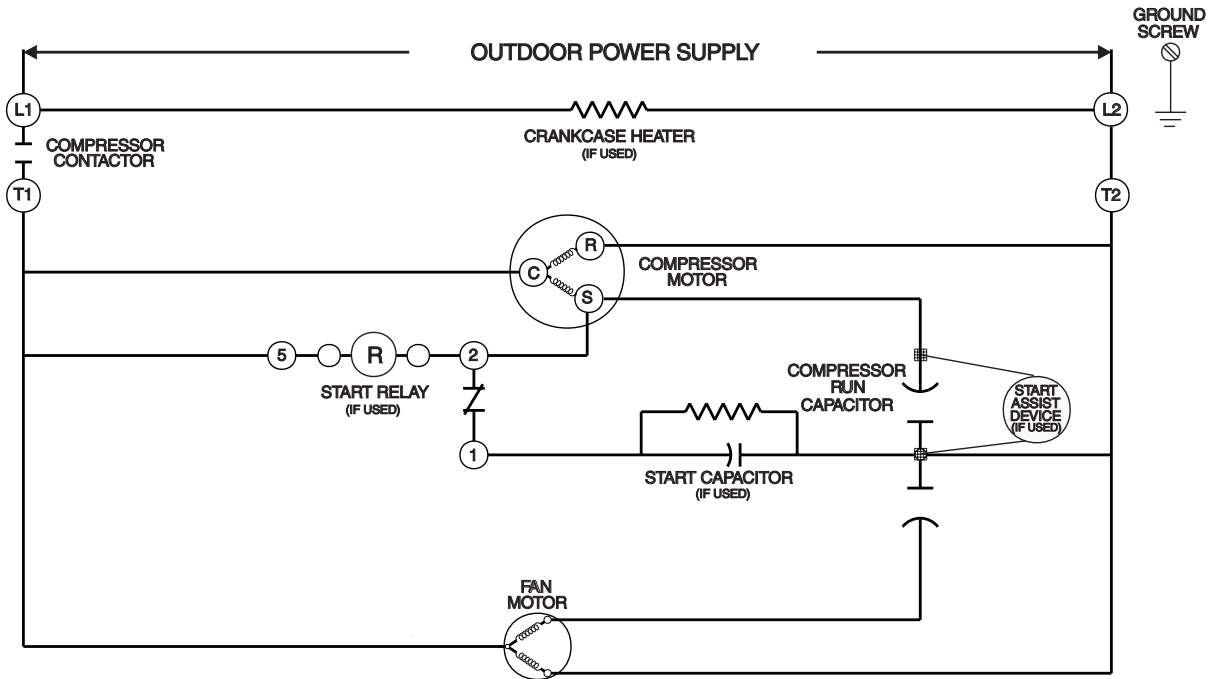 GROUND
SCREW
OUTDOOR POWER SUPPLY
L1
L2
CRANKCASE HEATER
(IF USED)
COMPRESSOR
CONTACTOR
T1
T2
R
C
S
COMPRESSOR
MOTOR
5
R
2
START RELAY
(IF USED)
COMPRESSOR
RUN
CAPACITOR
START
ASSIST
DEVICE
(IF USED)
1
START CAPACITOR
(IF USED)
FAN
MOTOR